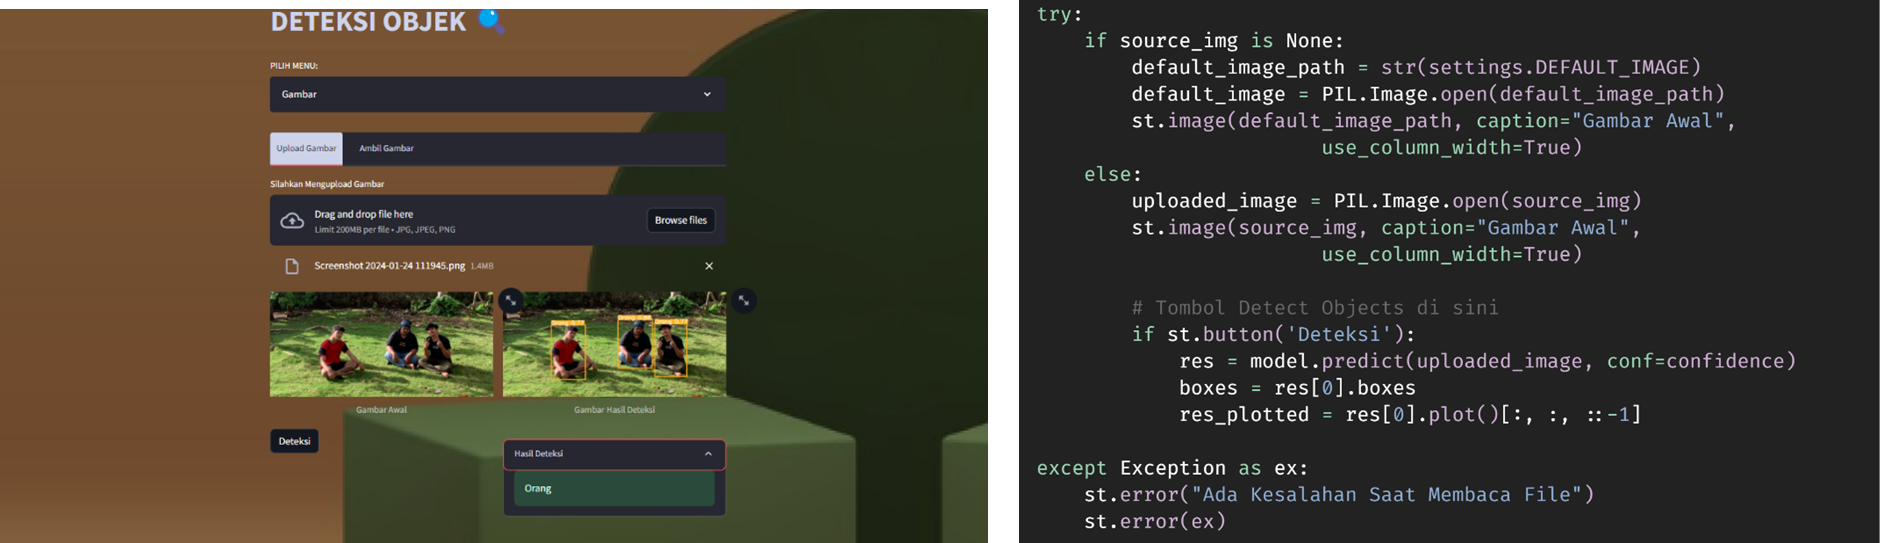 DETEKSI OBJEK
PILIH MENU:
Gambar
Upload Gambar
Ambil Gambar
Silahkan Mengupload Gambar
Drag and drop file here
Limit 200MB per file • JPG, JPEG, PNG
Browse files
Screenshot 2024-01-24 111945.png 1.4MB
Gambar Awal
Gambar Hasil Deteksi
Deteksi
Hasil Deteksi
Orang
try:
if source_img is None:
default_image_path = str(settings.DEFAULT_IMAGE)
default_image = PIL.Image.open(default_image_path)
st.image(default_image_path, caption="Gambar Awal",
use_column_width=True)
else:
uploaded_image = PIL.Image.open(source_img)
st.image(source_img, caption="Gambar Awal",
use_column_width=True)
# Tombol Detect Objects di sini
if st.button('Deteksi'):
res = model.predict(uploaded_image, conf=confidence)
boxes = res[0].boxes
res_plotted = res[0].plot()[:, :, ::-1]
except Exception as ex:
st.error("Ada Kesalahan Saat Membaca File")
st.error(ex)